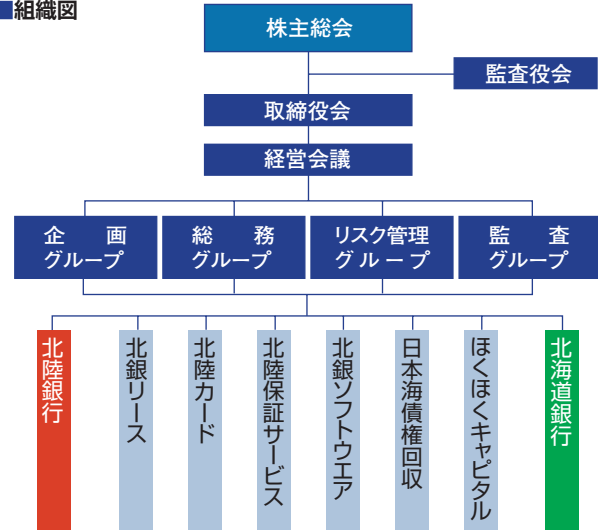 ■組織図
株主総会
監査役会
取締役会
経営会議
企　画
グループ
総　務
グループ
リスク管理
グループ
監　査
グループ
北陸銀行
北銀リース
北陸カード
北陸保証サービス
北銀ソフトウエア
日本海債権回収
ほくほくキャピタル
北海道銀行